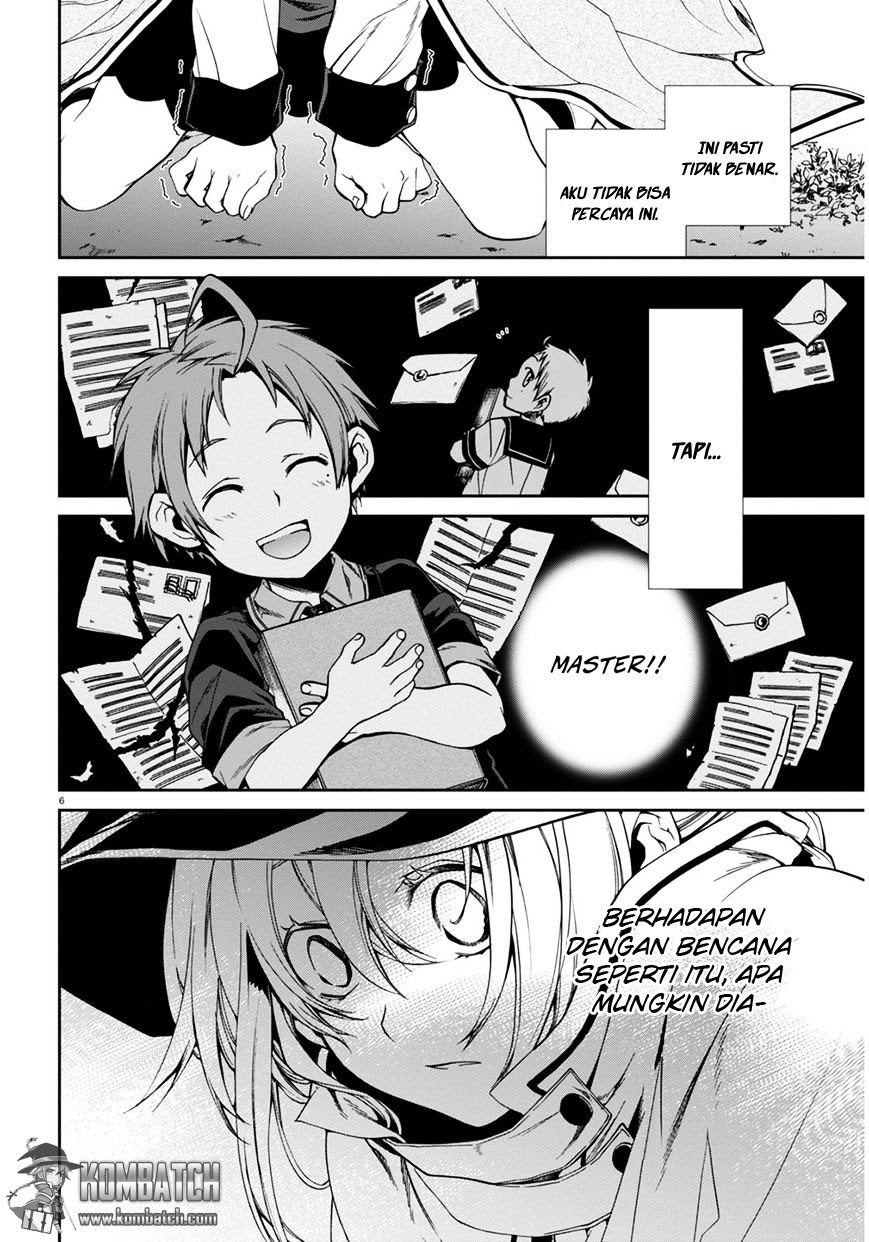 INI PASTI
TIDAK BENAR.
AKU TIDAK BISA
PERCAYA INI.
TAPI...
MASTER!!
6
BERHADAPAN
DENGAN BENCANA
SEPERTI ITU, APA
MUNGKIN DIA-
KOMBATCH
www.kombatch.com